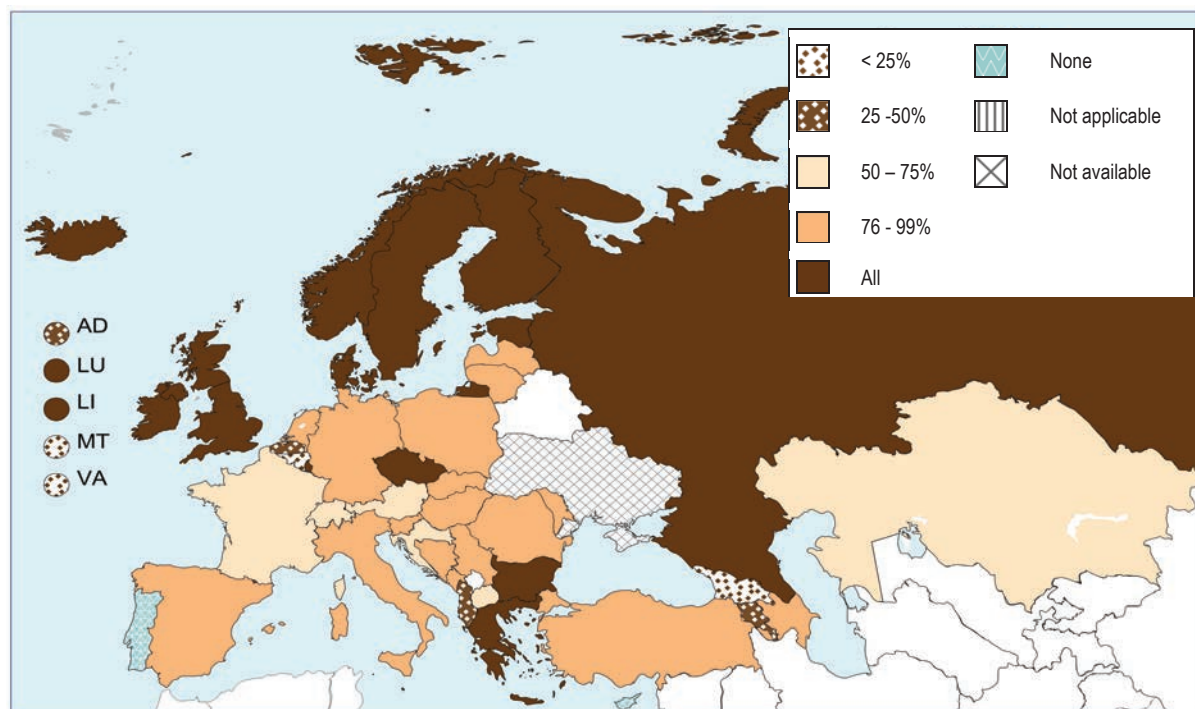 < 25%
None
25 -50%
Not applicable
50 – 75%
Not available
76 - 99%
All
AD
LU
LI
MT
VA